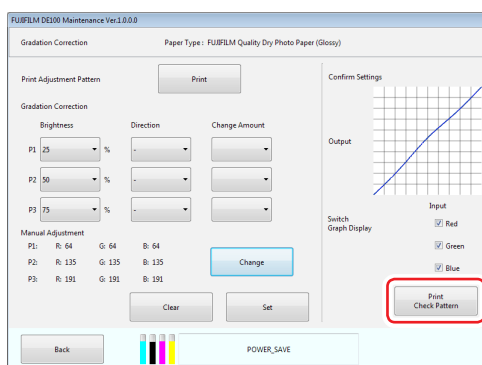 FUJIFILM DE100 Maintenance Ver.1.0.0.0
Gradation Correction
Paper Type : FUJIFILM Quality Dry Photo Paper (Glossy)
Print Adjustment Pattern
Print
Confirm Settings
Gradation Correction
Brightness
Direction
Change Amount
P1 25 % -
P2 50 % -
P3 75 % -
Output
Input
Switch
Graph Display
Red
Green
Blue
Manual Adjustment
P1: R: 64 G: 64 B: 64
P2: R: 135 G: 135 B: 135
P3: R: 191 G: 191 B: 191
Change
Clear
Set
Print
Check Pattern
Back
POWER_SAVE